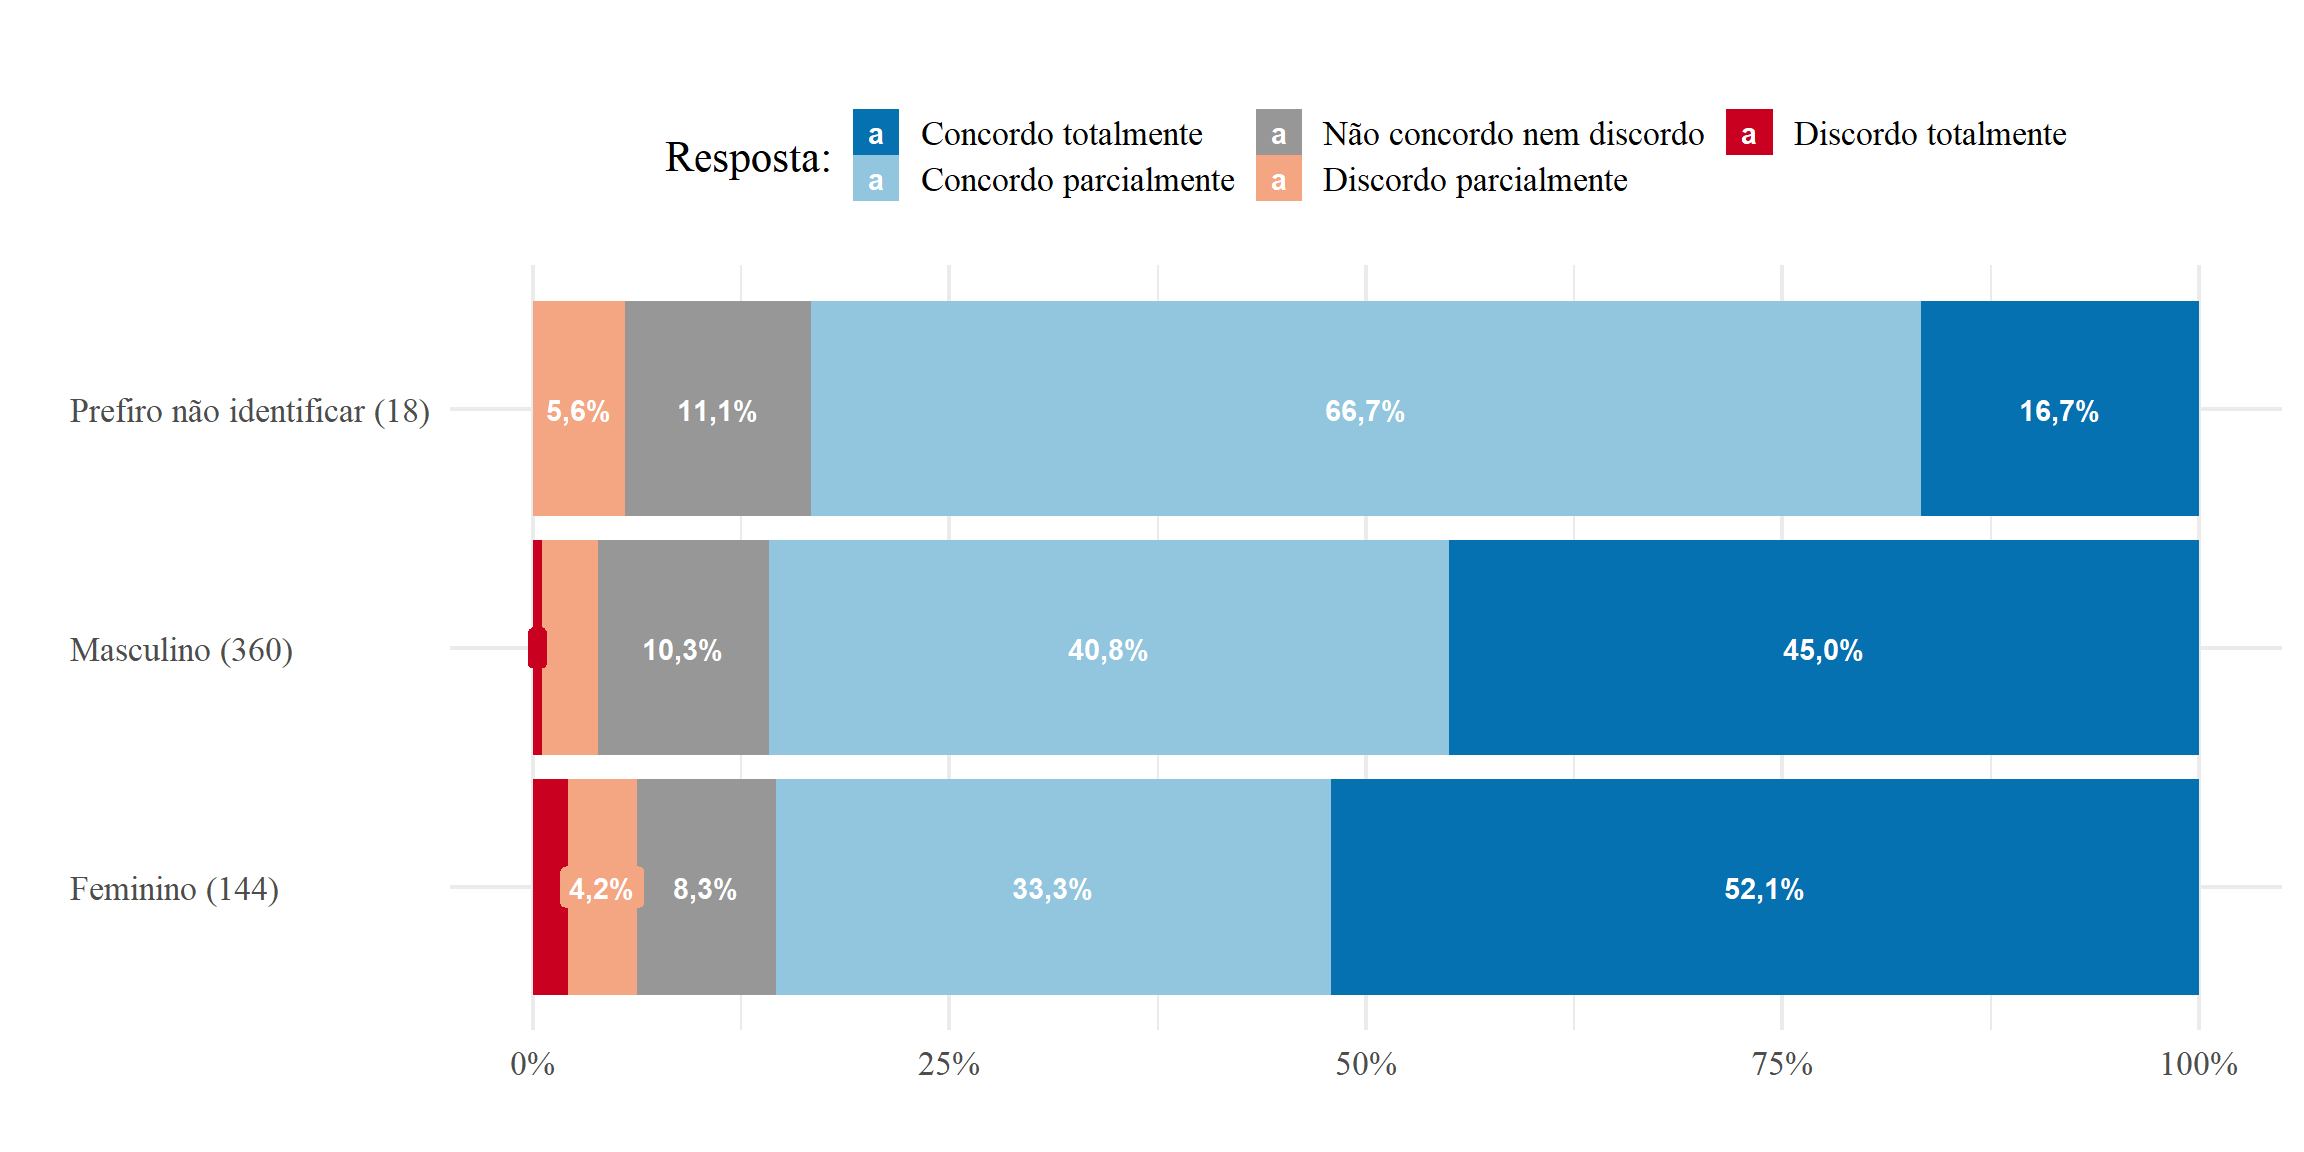 Resposta:
a Concordo totalmente
a Concordo parcialmente
a Não concordo nem discordo
a Discordo parcialmente
a Discordo totalmente
Prefiro não identificar (18)
5,6% 11,1% 66,7% 16,7%
Masculino (360)
10,3% 40,8% 45,0%
Feminino (144)
4,2% 8,3% 33,3% 52,1%
0% 25% 50% 75% 100%